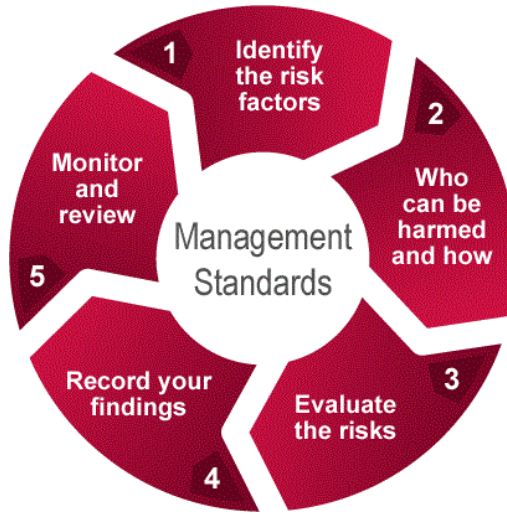 1
Identify
the risk
factors
2
Who
can be
harmed
and how
3
Evaluate
the risks
4
Record your
findings
5
Monitor
and
review
Management
Standards